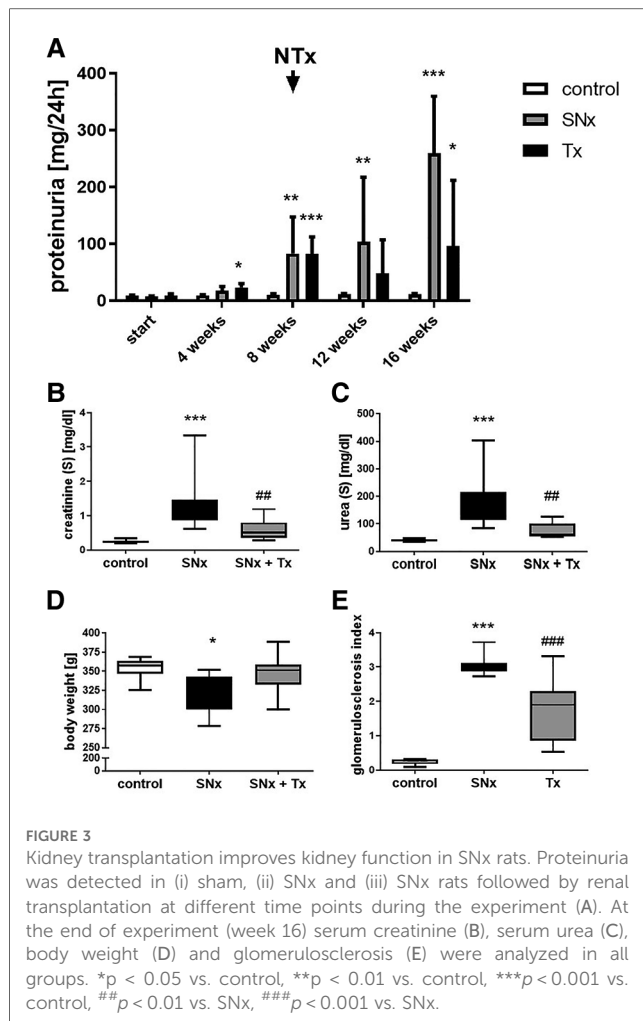 A
NTx
control
SNx
Tx
proteinuria [mg/24h]
400
300
200
100
0
***
*
**
**
***
*
start
4 weeks
8 weeks
12 weeks
16 weeks
B
creatinine (S) [mg/dl]
4
3
2
1
0
***
##
control
SNx
SNx + Tx
C
urea (S) [mg/dl]
500
400
300
200
100
0
***
##
control
SNx
SNx + Tx
D
body weight [g]
400
375
350
325
300
275
250
200
0
*
control
SNx
SNx + Tx
E
glomerulosclerosis index
4
3
2
1
0
***
###
control
SNx
Tx
FIGURE 3
Kidney transplantation improves kidney function in SNx rats. Proteinuria
was detected in (i) sham, (ii) SNx and (iii) SNx rats followed by renal
transplantation at different time points during the experiment (A). At
the end of experiment (week 16) serum creatinine (B), serum urea (C),
body weight (D) and glomerulosclerosis (E) were analyzed in all
groups. *p < 0.05 vs. control, **p < 0.01 vs. control, ***p < 0.001 vs.
control, ##p < 0.01 vs. SNx, ###p < 0.001 vs. SNx.